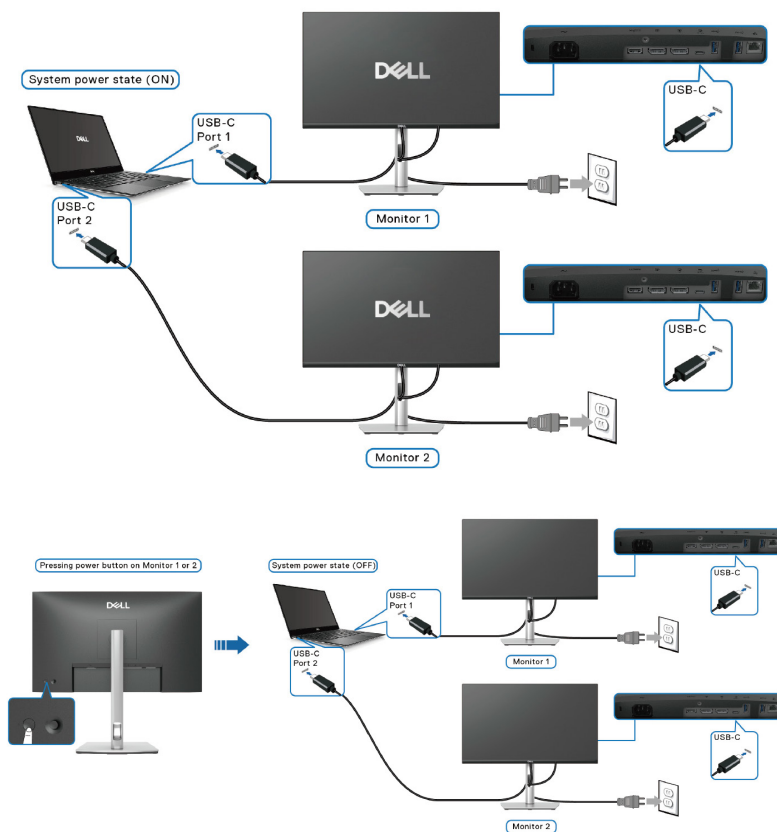 System power state (ON)
DELL
DELL
USB-C
Port 1
USB-C
Monitor 1
USB-C
Port 2
DELL
USB-C
Monitor 2
Pressing power button on Monitor 1 or 2
System power state (OFF)
DELL
USB-C
Port 1
USB-C
Monitor 1
USB-C
Port 2
USB-C
Monitor 2